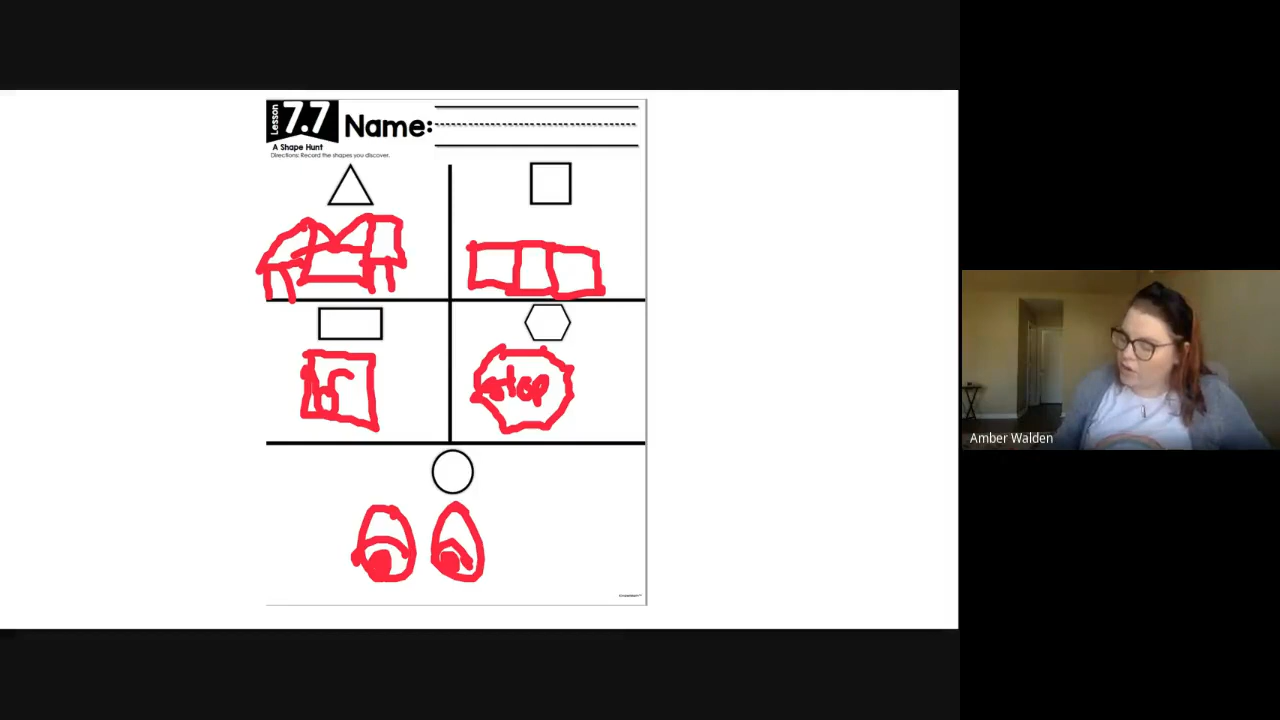 Lesson 7.7
Name:
A Shape Hunt
Directions: Record the shapes you discover.
stop
Amber Walden